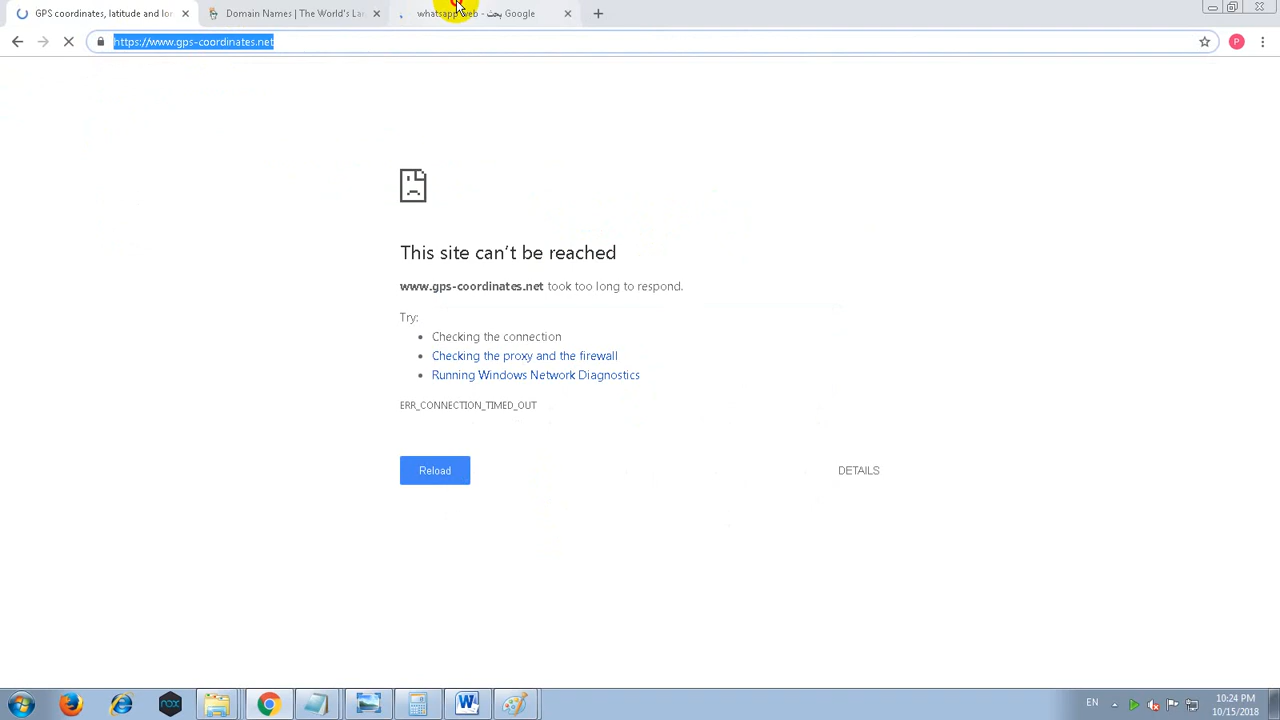 GPS coordinates, latitude and lor
Domain Names | The World's La
whatsapp web - بحث Google
https://www.gps-coordinates.net
P
This site can't be reached
www.gps-coordinates.net took too long to respond.
Try:
Checking the connection
Checking the proxy and the firewall
Running Windows Network Diagnostics
ERR_CONNECTION_TIMED_OUT
Reload
DETAILS
nox
W
EN
10:24 PM
10/15/2018